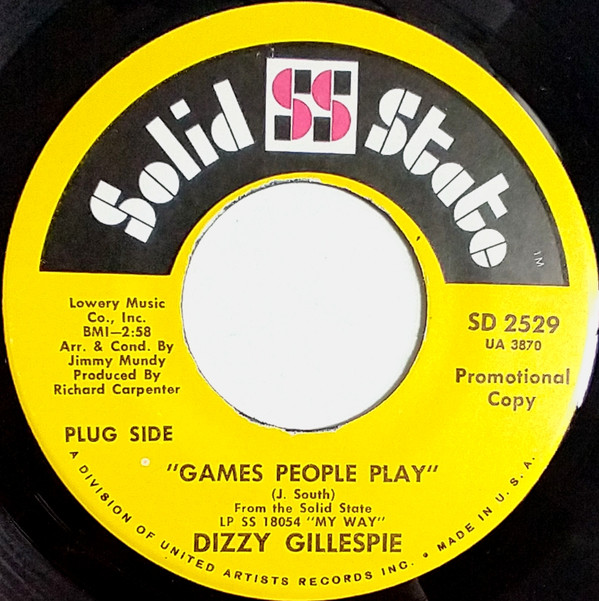 Solid SS State
TM
Lowery Music
Co., Inc.
BMI—2:58
Arr. & Cond. By
Jimmy Mundy
Produced By
Richard Carpenter
PLUG SIDE
SD 2529
UA 3870
Promotional
Copy
"GAMES PEOPLE PLAY"
(J. South)
From the Solid State
LP SS 18054 "MY WAY"
DIZZY GILLESPIE
A DIVISION OF UNITED ARTISTS RECORDS INC. • MADE IN U. S. A.